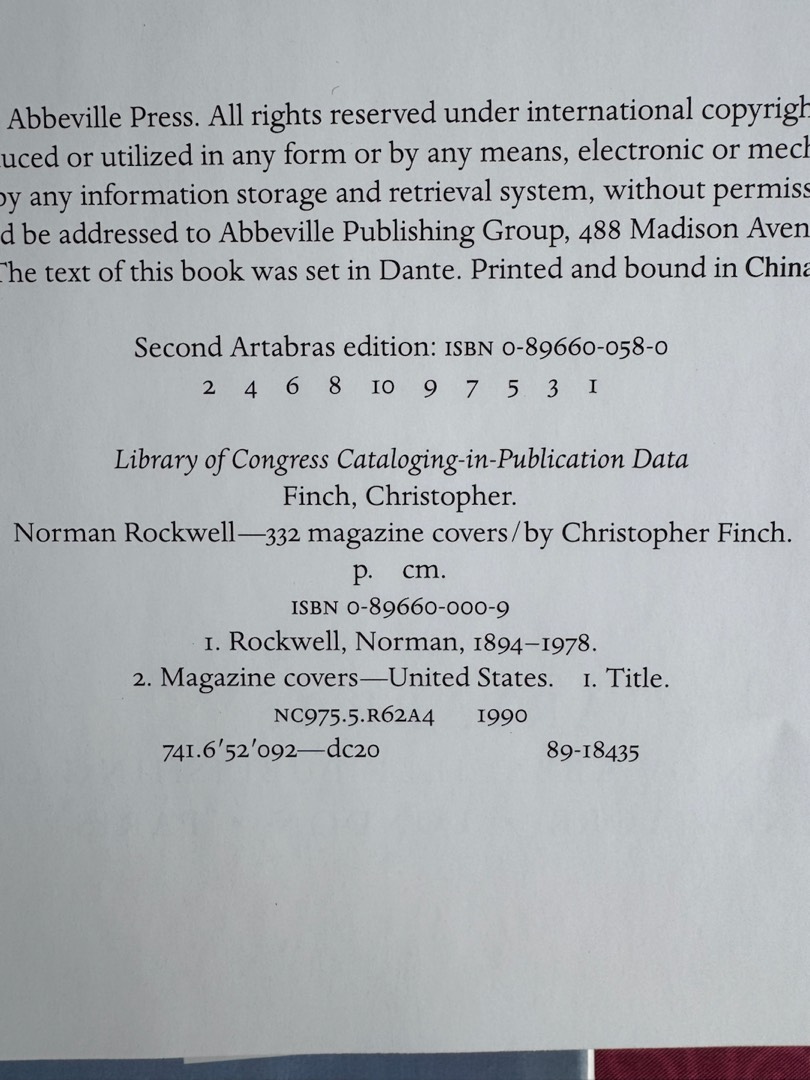 Abbeville Press. All rights reserved under international copyrigh
uced or utilized in any form or by any means, electronic or mech
by any information storage and retrieval system, without permiss
d be addressed to Abbeville Publishing Group, 488 Madison Aven
The text of this book was set in Dante. Printed and bound in China
Second Artabras edition: ISBN 0-89660-058-0
2 4 6 8 10 9 7 5 3 1
Library of Congress Cataloging-in-Publication Data
Finch, Christopher.
Norman Rockwell—332 magazine covers/by Christopher Finch.
p. cm.
ISBN 0-89660-000-9
1. Rockwell, Norman, 1894–1978.
2. Magazine covers—United States. I. Title.
NC975.5.R62A4 1990
741.6′52′092—dc20 89-18435